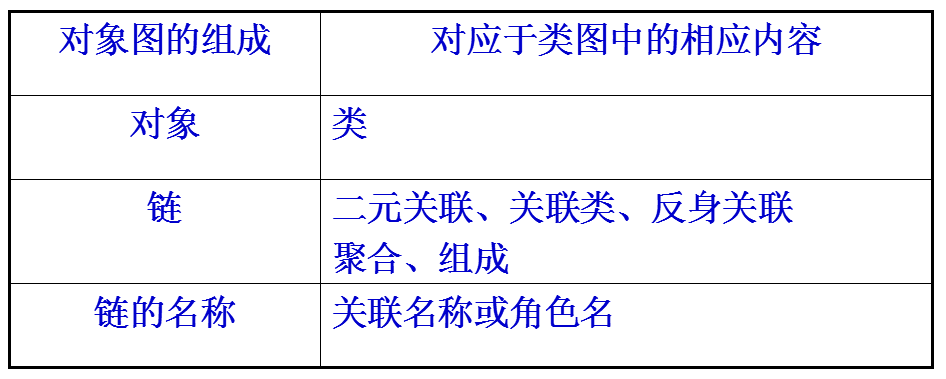 对象图的组成
对应于类图中的相应内容
对象
类
链
二元关联、关联类、反身关联
聚合、组成
链的名称
关联名称或角色名